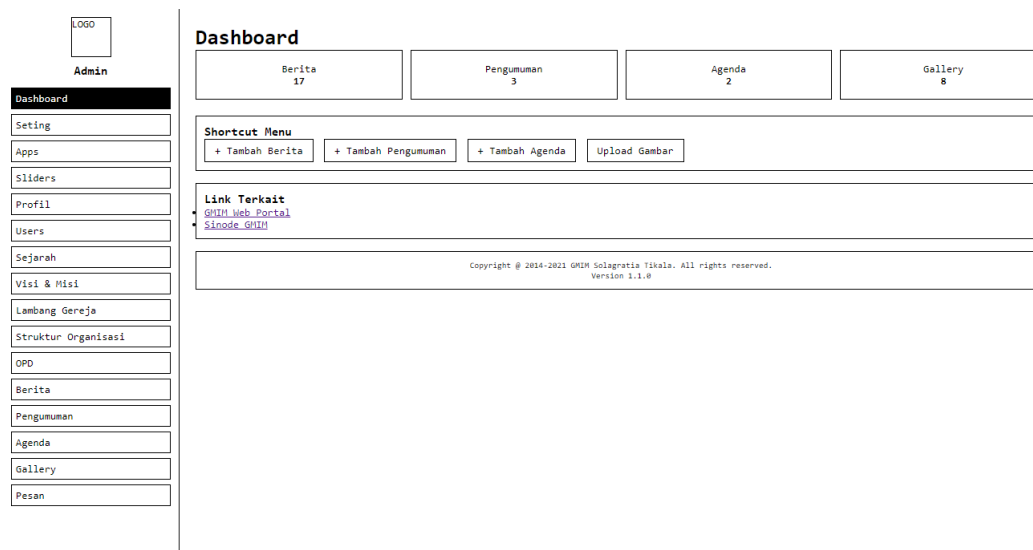 LOGO
Admin
Dashboard
Seting
Apps
Sliders
Profil
Users
Sejarah
Visi & Misi
Lambang Gereja
Struktur Organisasi
OPD
Berita
Pengumuman
Agenda
Gallery
Pesan
Dashboard
Berita
17
Pengumuman
3
Agenda
2
Gallery
8
Shortcut Menu
+ Tambah Berita + Tambah Pengumuman + Tambah Agenda Upload Gambar
Link Terkait
GMIM Web Portal
Sinode GMIM
Copyright @ 2014-2021 GMIM Solagratia Tikala. All rights reserved.
Version 1.1.0